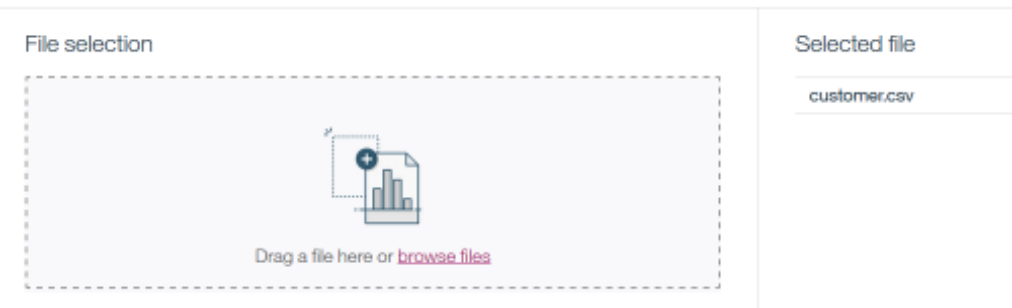 File selection
Selected file
customer.csv
Drag a file here or browse files